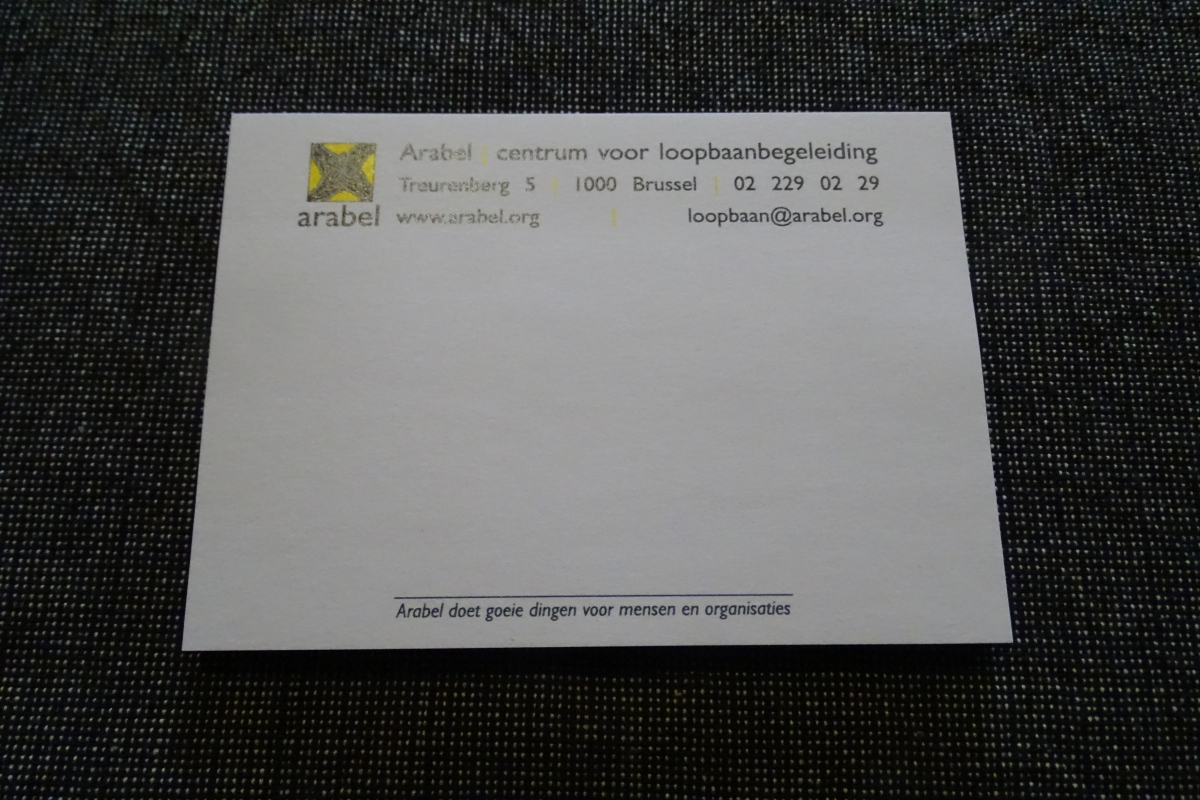 Arabel | centrum voor loopbaanbegeleiding
Treurenberg 5 | 1000 Brussel | 02 229 02 29
arabel
www.arabel.org | loopbaan@arabel.org
Arabel doet goeie dingen voor mensen en organisaties